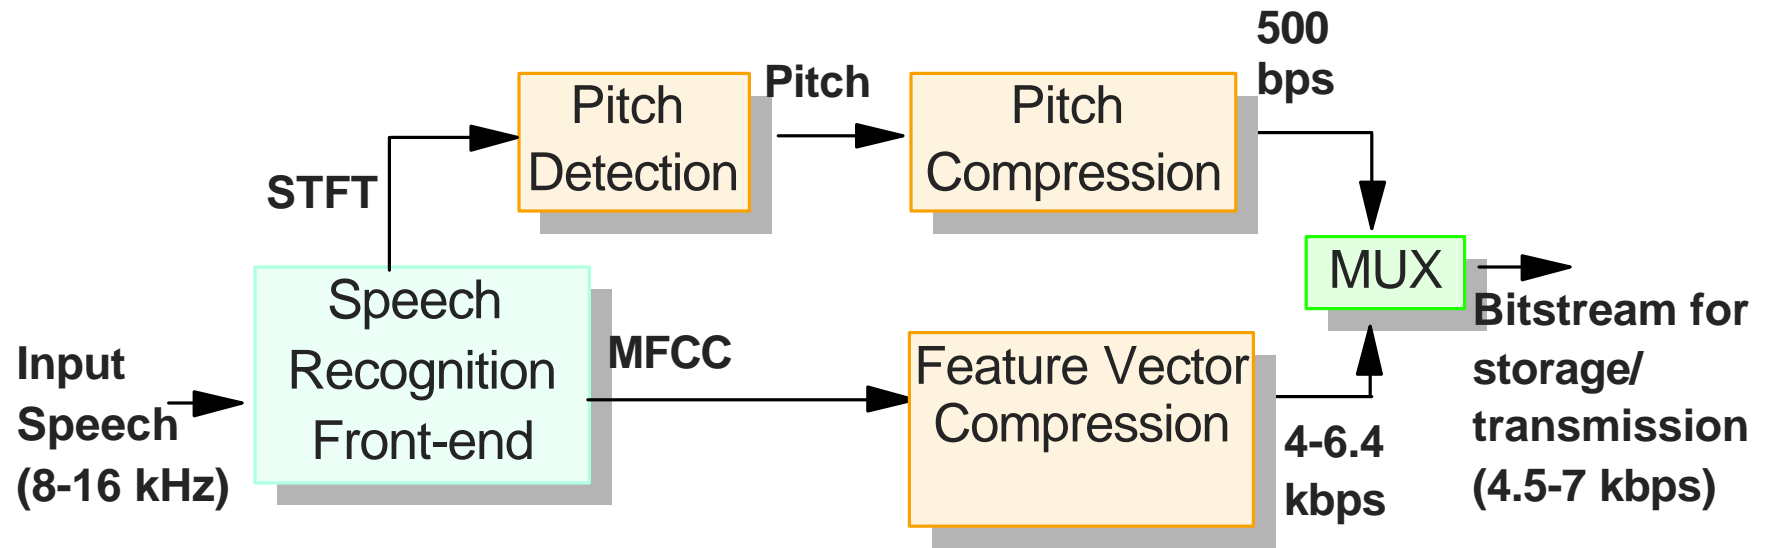 500
bps
Pitch
Detection
Pitch
Pitch
Compression
STFT
MUX
Speech
Recognition
Front-end
MFCC
Input
Speech
(8-16 kHz)
Feature Vector
Compression
4-6.4
kbps
Bitstream for
storage/
transmission
(4.5-7 kbps)